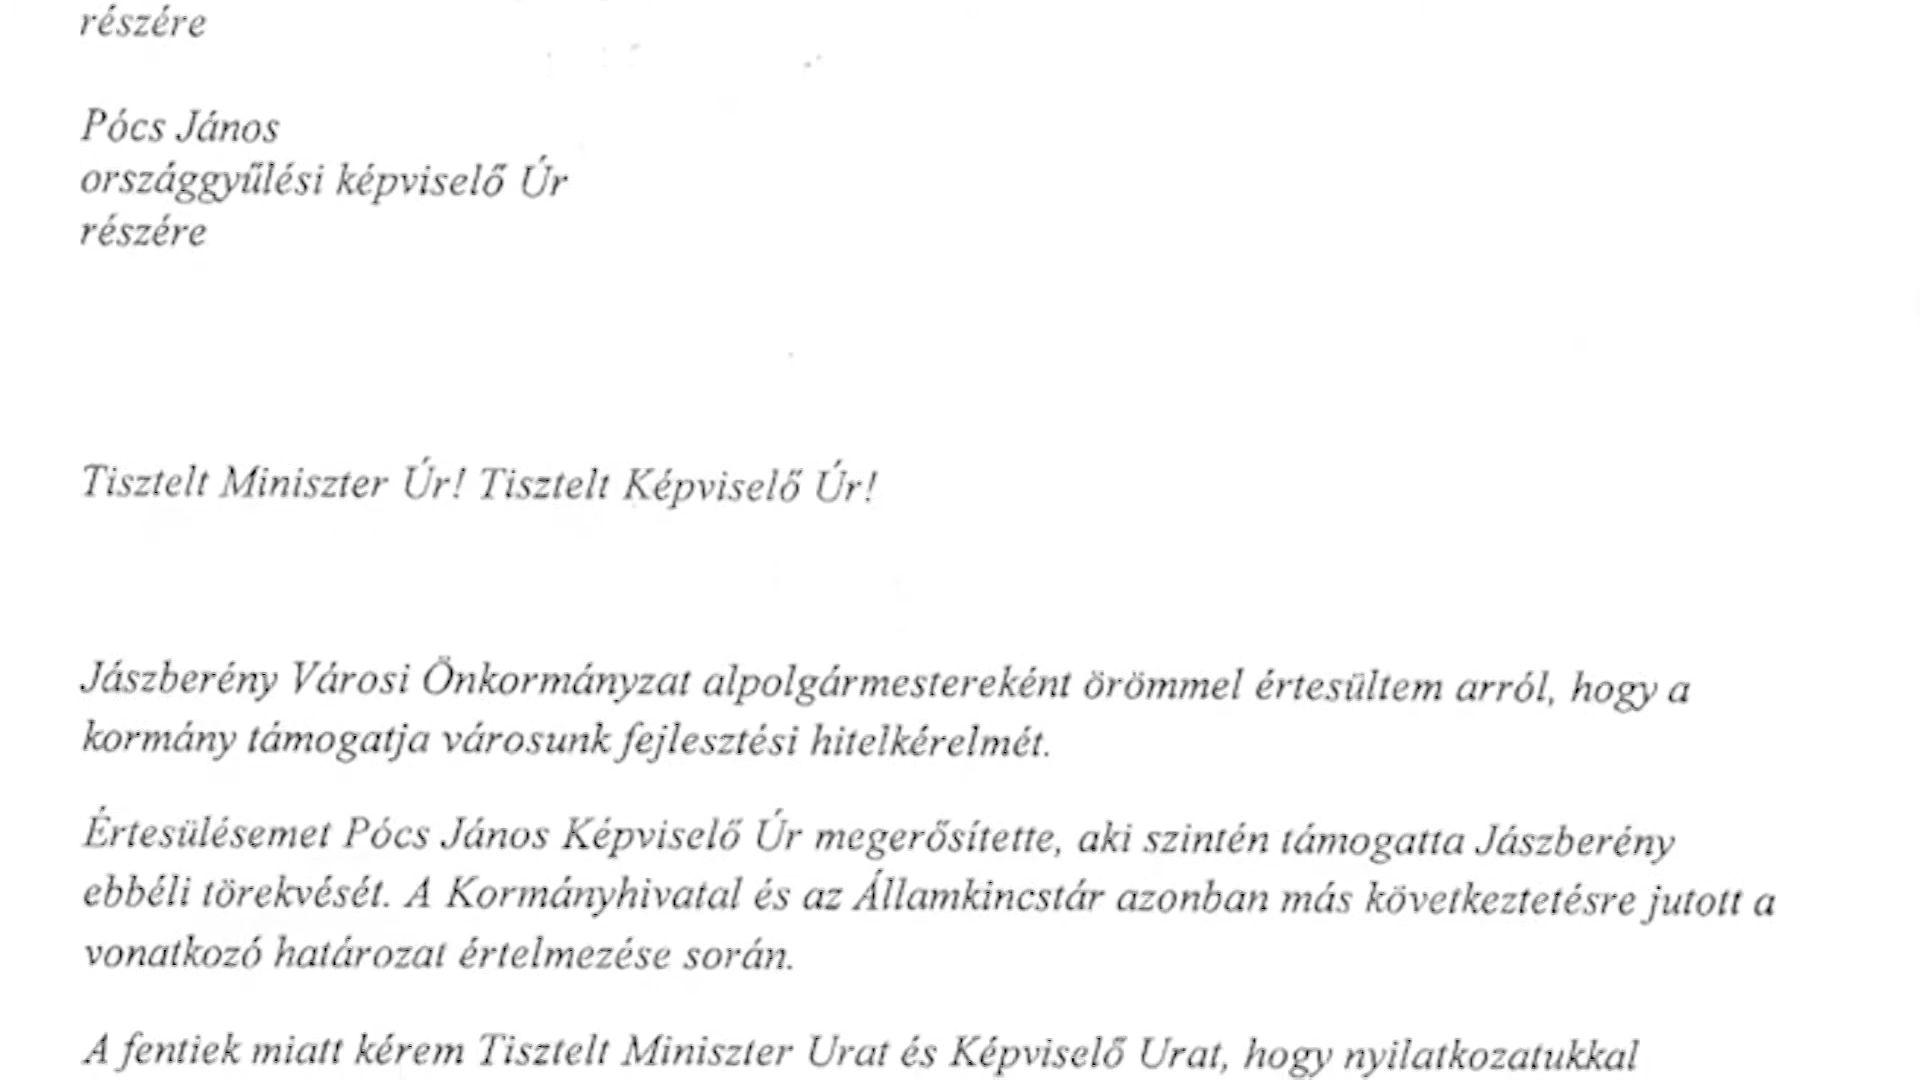 részére
Pócs János
országgyűlési képviselő Úr
részére
Tisztelt Miniszter Úr! Tisztelt Képviselő Úr!
Jászberény Városi Önkormányzat alpolgármestereként örömmel értesültem arról, hogy a
kormány támogatja városunk fejlesztési hitelkérelmét.
Értesülésemet Pócs János Képviselő Úr megerősítette, aki szintén támogatta Jászberény
ebbéli törekvését. A Kormányhivatal és az Államkincstár azonban más következtetésre jutott a
vonatkozó határozat értelmezése során.
A fentiek miatt kérem Tisztelt Miniszter Urat és Képviselő Urat, hogy nyilatkozatukkal